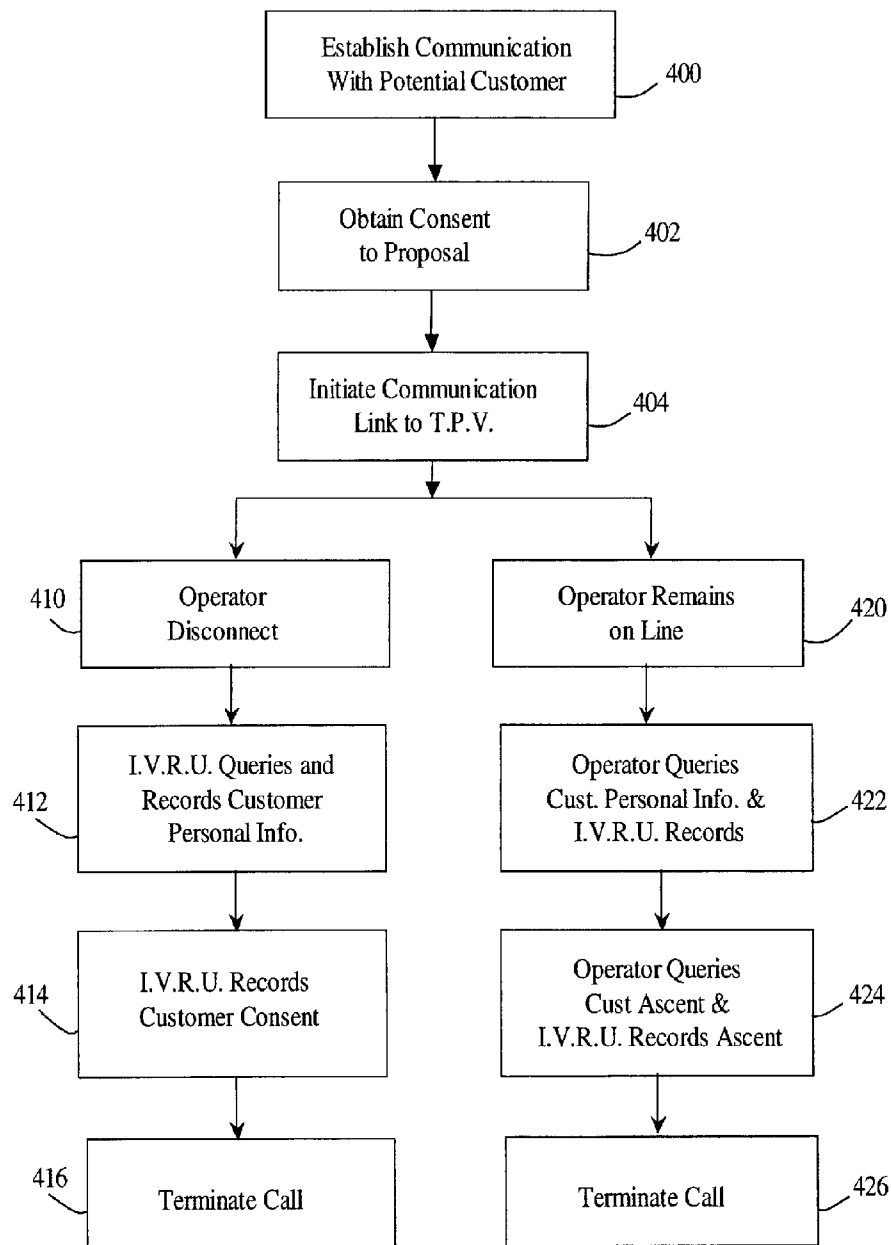 Establish Communication
With Potential Customer
400
Obtain Consent
to Proposal
402
Initiate Communication
Link to T.P.V.
404
410
Operator
Disconnect
Operator Remains
on Line
420
412
I.V.R.U. Queries and
Records Customer
Personal Info.
Operator Queries
Cust. Personal Info. &
I.V.R.U. Records
422
414
I.V.R.U. Records
Customer Consent
Operator Queries
Cust Ascent &
I.V.R.U. Records Ascent
424
416
Terminate Call
Terminate Call
426